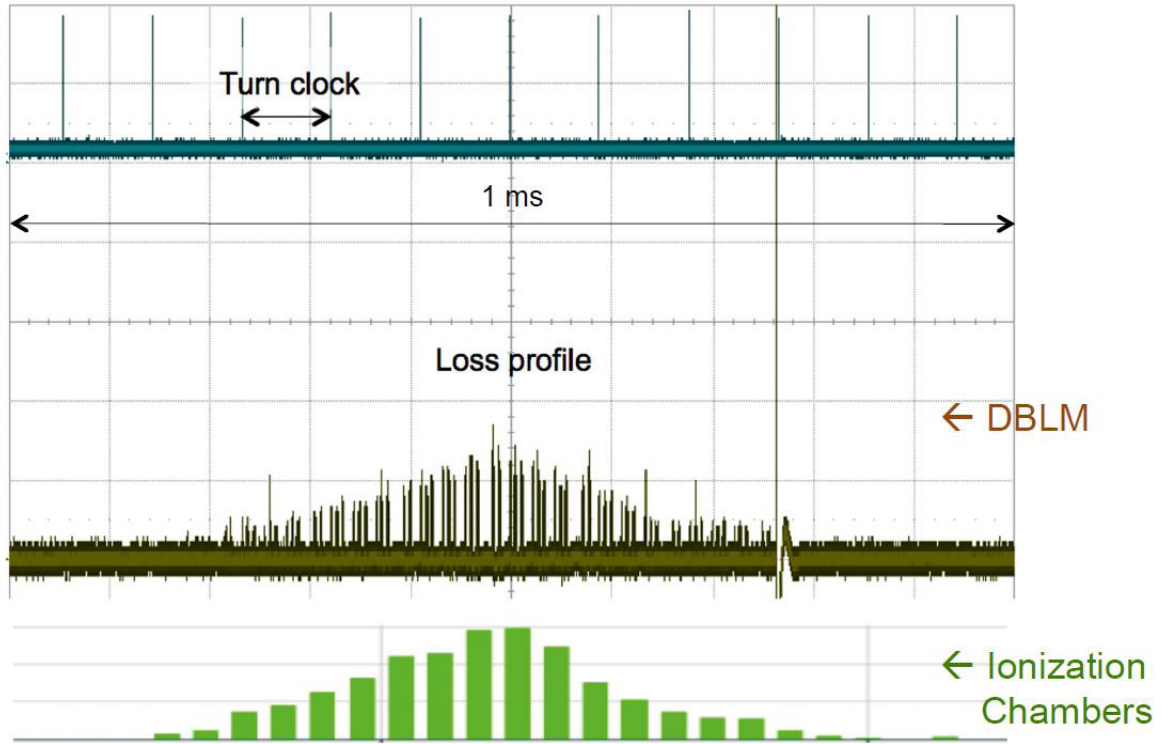 Turn clock
1 ms
Loss profile
← DBLM
← Ionization
Chambers